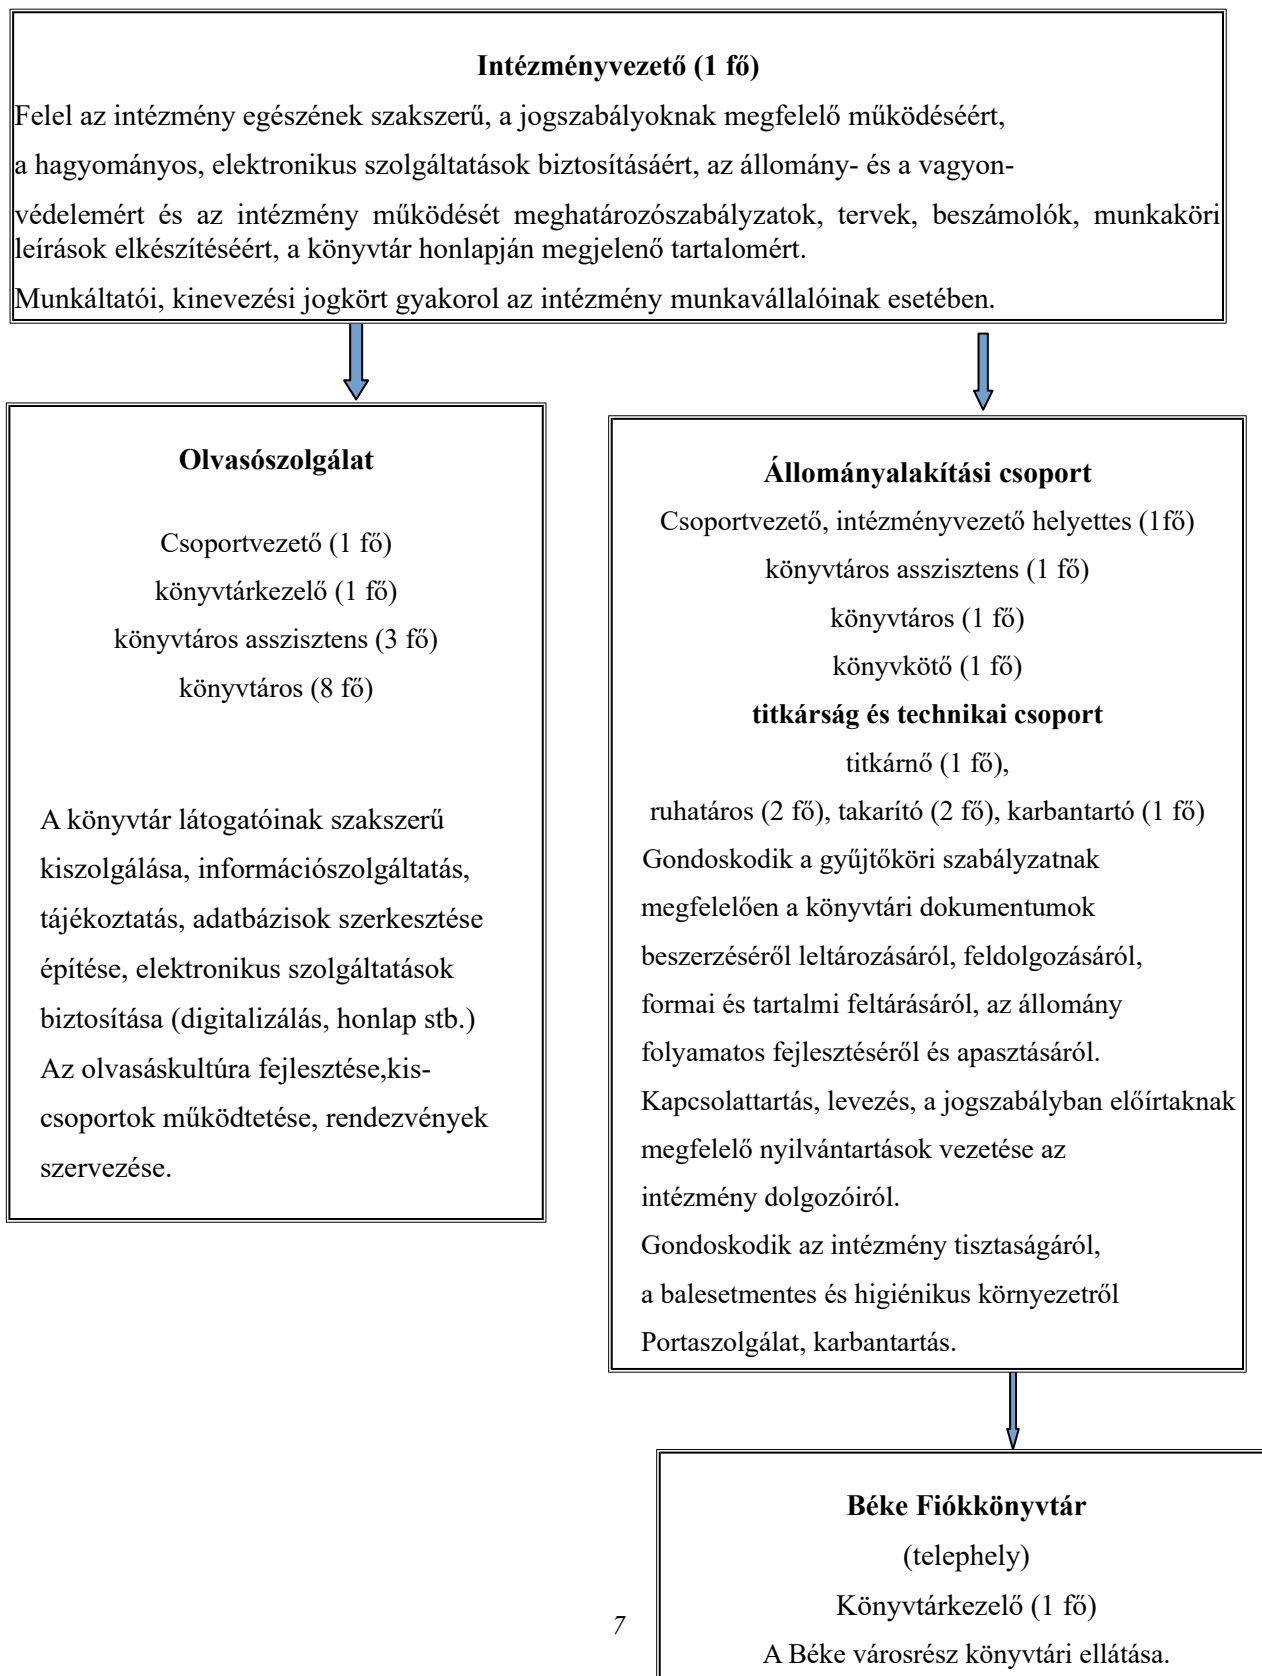 Intézményvezető (1 fő)
Felel az intézmény egészének szakszerű, a jogszabályoknak megfelelő működéséért,
a hagyományos, elektronikus szolgáltatások biztosításáért, az állomány- és a vagyon-
védelemért és az intézmény működését meghatározószabályzatok, tervek, beszámolók, munkaköri
leírások elkészítéséért, a könyvtár honlapján megjelenő tartalomért.
Munkáltatói, kinevezési jogkört gyakorol az intézmény munkavállalóinak esetében.
Olvasószolgálat
Csoportvezető (1 fő)
könyvtárkezelő (1 fő)
könyvtáros asszisztens (3 fő)
könyvtáros (8 fő)
A könyvtár látogatóinak szakszerű
kiszolgálása, információszolgáltatás,
tájékoztatás, adatbázisok szerkesztése
építése, elektronikus szolgáltatások
biztosítása (digitalizálás, honlap stb.)
Az olvasáskultúra fejlesztése,kis-
csoportok működtetése, rendezvények
szervezése.
Állományalakítási csoport
Csoportvezető, intézményvezető helyettes (1fő)
könyvtáros asszisztens (1 fő)
könyvtáros (1 fő)
könyvkötő (1 fő)
titkárság és technikai csoport
titkárnő (1 fő),
ruhatáros (2 fő), takarító (2 fő), karbantartó (1 fő)
Gondoskodik a gyűjtőköri szabályzatnak
megfelelően a könyvtári dokumentumok
beszerzéséről leltározásáról, feldolgozásáról,
formai és tartalmi feltárásáról, az állomány
folyamatos fejlesztéséről és apasztásáról.
Kapcsolattartás, levezés, a jogszabályban előírtaknak
megfelelő nyilvántartások vezetése az
intézmény dolgozóiról.
Gondoskodik az intézmény tisztaságáról,
a balesetmentes és higiénikus környezetről
Portaszolgálat, karbantartás.
Béke Fiókkönyvtár
(telephely)
Könyvtárkezelő (1 fő)
A Béke városrész könyvtári ellátása.
7